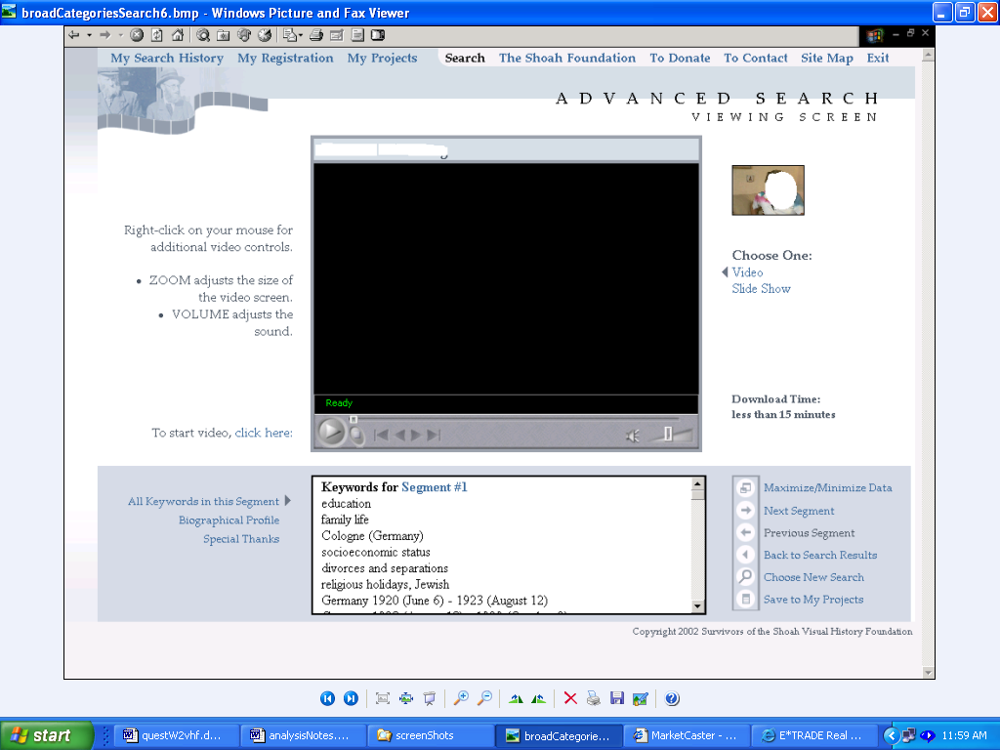 broadCategoriesSearch6.bmp - Windows Picture and Fax Viewer
My Search History My Registration My Projects Search The Shoah Foundation To Donate To Contact Site Map Exit
ADVANCED SEARCH
VIEWING SCREEN
Right-click on your mouse for
additional video controls.
• ZOOM adjusts the size of
the video screen.
• VOLUME adjusts the
sound.
To start video, click here:
Ready
Choose One:
Video
Slide Show
Download Time:
less than 15 minutes
All Keywords in this Segment
Biographical Profile
Special Thanks
Keywords for Segment #1
education
family life
Cologne (Germany)
socioeconomic status
divorces and separations
religious holidays, Jewish
Germany 1920 (June 6) - 1923 (August 12)
Maximize/Minimize Data
Next Segment
Previous Segment
Back to Search Results
Choose New Search
Save to My Projects
Copyright 2002 Survivors of the Shoah Visual History Foundation
start questW2vhf.d... analysisNotes.... screenShots broadCategorie... MarketCaster - ... E*TRADE Real ... 11:59 AM